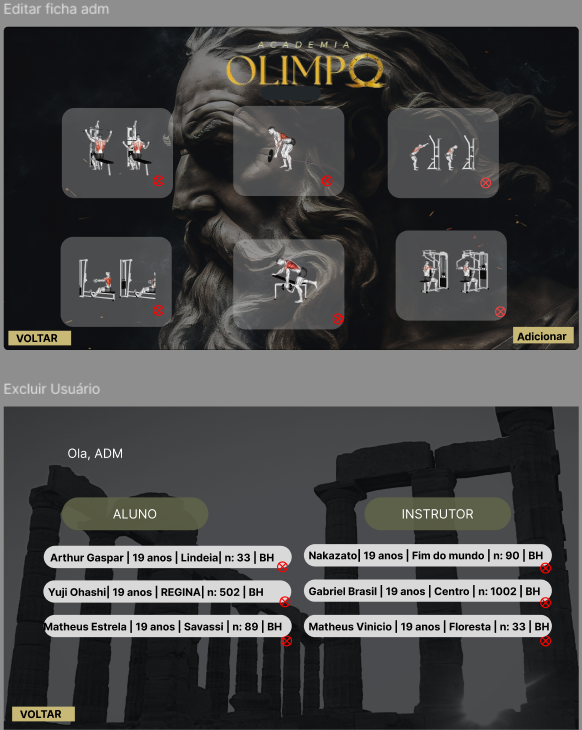 Editar ficha adm
ACADEMIA
OLIMPO
VOLTAR
Adicionar
Excluir Usuário
Ola, ADM
ALUNO
INSTRUTOR
Arthur Gaspar | 19 anos | Lindeia| n: 33 | BH
Nakazato| 19 anos | Fim do mundo | n: 90 | BH
Yuji Ohashi| 19 anos | REGINA| n: 502 | BH
Gabriel Brasil | 19 anos | Centro | n: 1002 | BH
Matheus Estrela | 19 anos | Savassi | n: 89 | BH
Matheus Vinicio | 19 anos | Floresta | n: 33| BH
VOLTAR